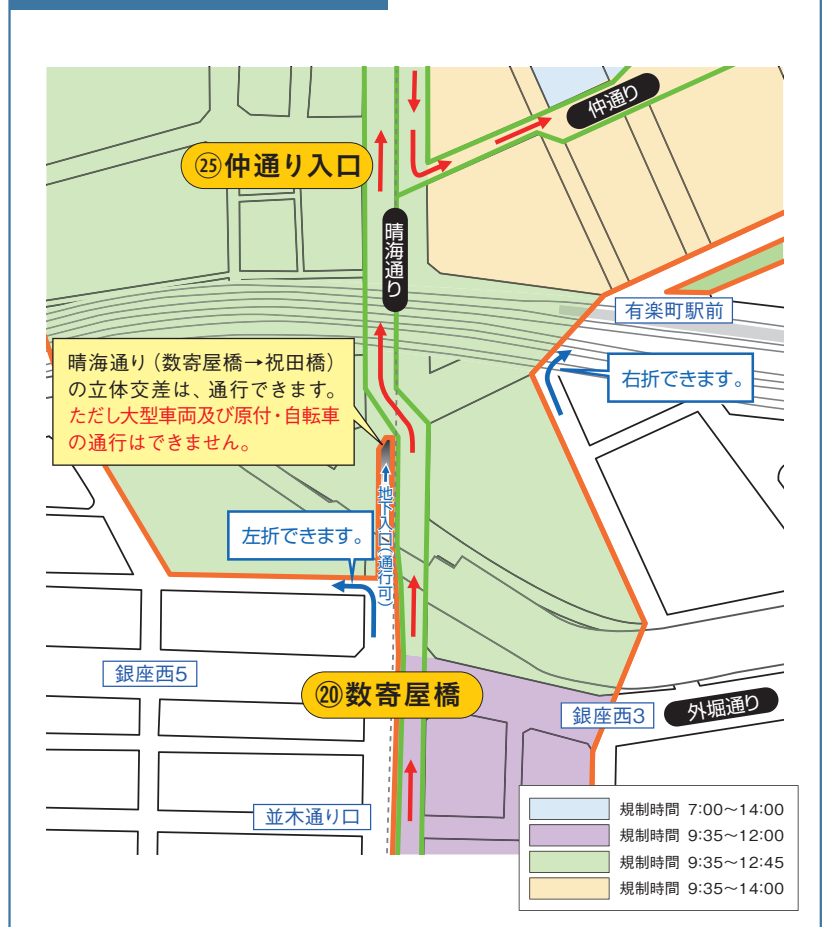 仲通り
㉕仲通り入口
晴海通り
有楽町駅前
晴海通り（数寄屋橋→祝田橋）
の立体交差は、通行できます。
ただし大型車両及び原付・自転車
の通行はできません。
右折できます。
左折できます。
地下入口（通行可）
銀座西5
⑳数寄屋橋
銀座西3
外堀通り
並木通り口
規制時間 7:00～14:00
規制時間 9:35～12:00
規制時間 9:35～12:45
規制時間 9:35～14:00